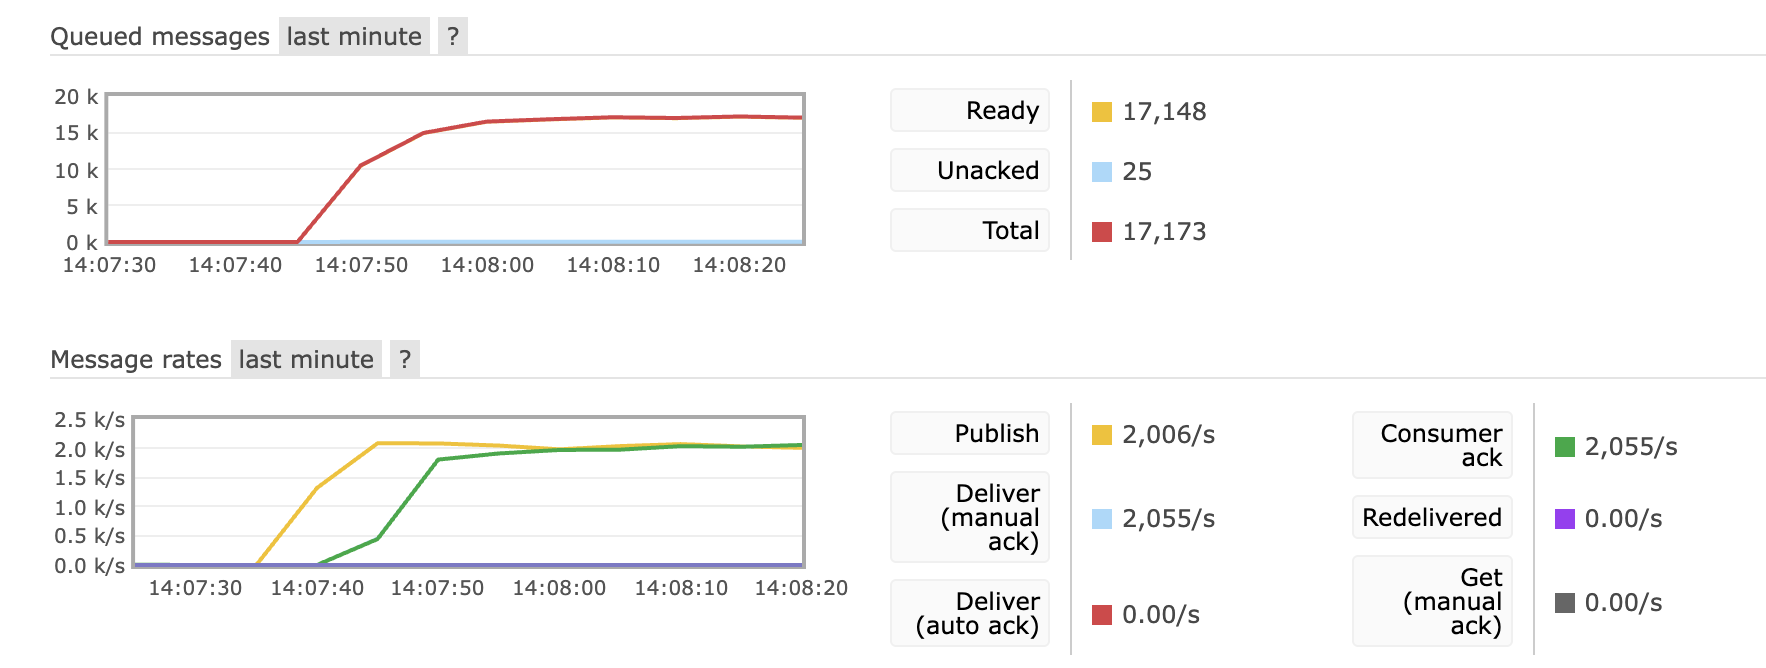 Queued messages last minute ?
20 k
15 k
10 k
5 k
0 k
14:07:30 14:07:40 14:07:50 14:08:00 14:08:10 14:08:20
Ready 17,148
Unacked 25
Total 17,173
Message rates last minute ?
2.5 k/s
2.0 k/s
1.5 k/s
1.0 k/s
0.5 k/s
0.0 k/s
14:07:30 14:07:40 14:07:50 14:08:00 14:08:10 14:08:20
Publish 2,006/s
Deliver
(manual
ack)
2,055/s
Deliver
(auto ack)
0.00/s
Consumer
ack
2,055/s
Redelivered 0.00/s
Get
(manual
ack)
0.00/s